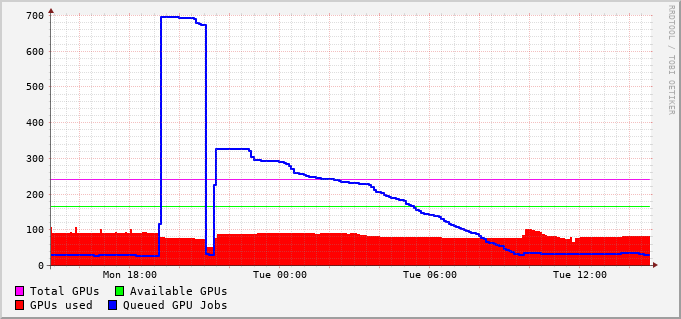 700
600
500
400
300
200
100
0
Mon 18:00 Tue 00:00 Tue 06:00 Tue 12:00
Total GPUs Available GPUs
GPUs used Queued GPU Jobs
RRDTOOL / TOBI OETIKER